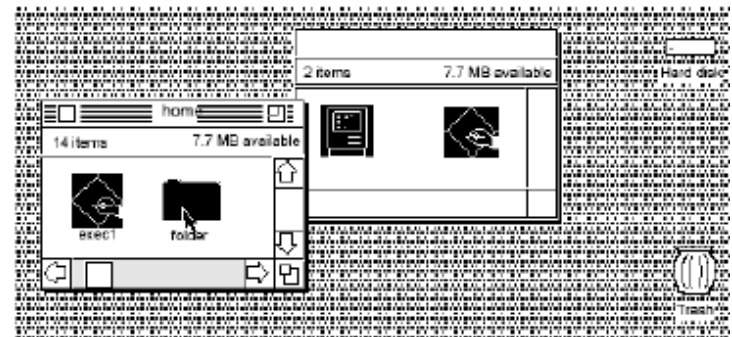 2 items 7.7 MB available
Hard disk
home
14 items 7.7 MB available
exec1
folder
Trash